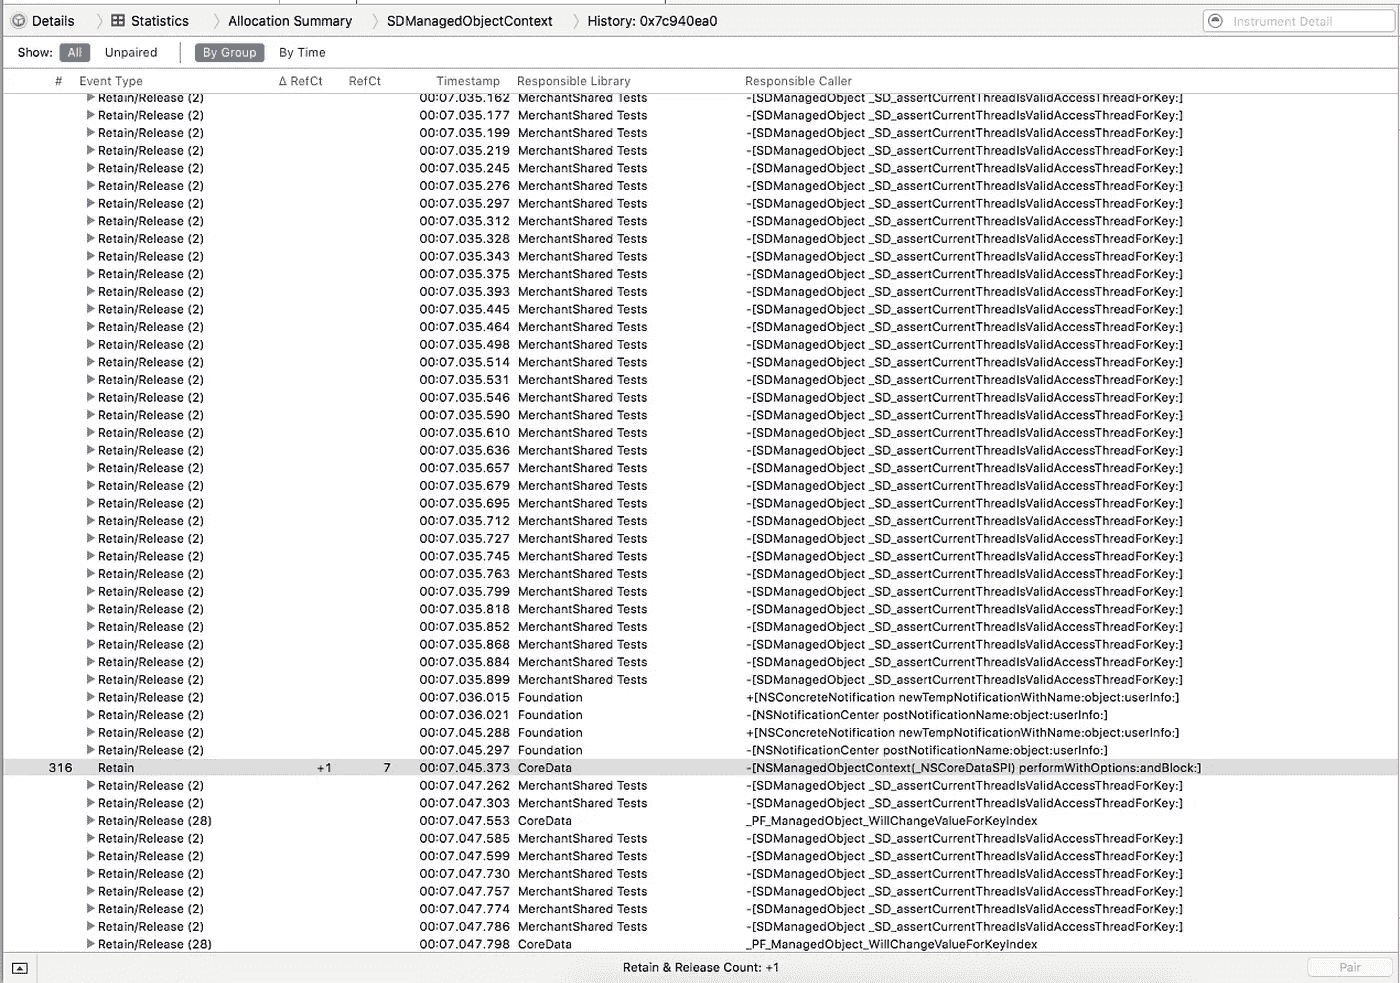 Details Statistics Allocation Summary SDManagedObjectContext History: 0x7c940ea0 Instrument Detail
Show: All Unpaired By Group By Time
# Event Type Δ RefCt RefCt Timestamp Responsible Library Responsible Caller
Retain/Release (2) 00:07.035.162 MerchantShared Tests -[SDManagedObject _SD_assertCurrentThreadIsValidAccessThreadForKey:]
Retain/Release (2) 00:07.035.177 MerchantShared Tests -[SDManagedObject _SD_assertCurrentThreadIsValidAccessThreadForKey:]
Retain/Release (2) 00:07.035.199 MerchantShared Tests -[SDManagedObject _SD_assertCurrentThreadIsValidAccessThreadForKey:]
Retain/Release (2) 00:07.035.219 MerchantShared Tests -[SDManagedObject _SD_assertCurrentThreadIsValidAccessThreadForKey:]
Retain/Release (2) 00:07.035.245 MerchantShared Tests -[SDManagedObject _SD_assertCurrentThreadIsValidAccessThreadForKey:]
Retain/Release (2) 00:07.035.276 MerchantShared Tests -[SDManagedObject _SD_assertCurrentThreadIsValidAccessThreadForKey:]
Retain/Release (2) 00:07.035.297 MerchantShared Tests -[SDManagedObject _SD_assertCurrentThreadIsValidAccessThreadForKey:]
Retain/Release (2) 00:07.035.312 MerchantShared Tests -[SDManagedObject _SD_assertCurrentThreadIsValidAccessThreadForKey:]
Retain/Release (2) 00:07.035.328 MerchantShared Tests -[SDManagedObject _SD_assertCurrentThreadIsValidAccessThreadForKey:]
Retain/Release (2) 00:07.035.343 MerchantShared Tests -[SDManagedObject _SD_assertCurrentThreadIsValidAccessThreadForKey:]
Retain/Release (2) 00:07.035.375 MerchantShared Tests -[SDManagedObject _SD_assertCurrentThreadIsValidAccessThreadForKey:]
Retain/Release (2) 00:07.035.393 MerchantShared Tests -[SDManagedObject _SD_assertCurrentThreadIsValidAccessThreadForKey:]
Retain/Release (2) 00:07.035.445 MerchantShared Tests -[SDManagedObject _SD_assertCurrentThreadIsValidAccessThreadForKey:]
Retain/Release (2) 00:07.035.464 MerchantShared Tests -[SDManagedObject _SD_assertCurrentThreadIsValidAccessThreadForKey:]
Retain/Release (2) 00:07.035.498 MerchantShared Tests -[SDManagedObject _SD_assertCurrentThreadIsValidAccessThreadForKey:]
Retain/Release (2) 00:07.035.514 MerchantShared Tests -[SDManagedObject _SD_assertCurrentThreadIsValidAccessThreadForKey:]
Retain/Release (2) 00:07.035.531 MerchantShared Tests -[SDManagedObject _SD_assertCurrentThreadIsValidAccessThreadForKey:]
Retain/Release (2) 00:07.035.546 MerchantShared Tests -[SDManagedObject _SD_assertCurrentThreadIsValidAccessThreadForKey:]
Retain/Release (2) 00:07.035.590 MerchantShared Tests -[SDManagedObject _SD_assertCurrentThreadIsValidAccessThreadForKey:]
Retain/Release (2) 00:07.035.610 MerchantShared Tests -[SDManagedObject _SD_assertCurrentThreadIsValidAccessThreadForKey:]
Retain/Release (2) 00:07.035.636 MerchantShared Tests -[SDManagedObject _SD_assertCurrentThreadIsValidAccessThreadForKey:]
Retain/Release (2) 00:07.035.657 MerchantShared Tests -[SDManagedObject _SD_assertCurrentThreadIsValidAccessThreadForKey:]
Retain/Release (2) 00:07.035.679 MerchantShared Tests -[SDManagedObject _SD_assertCurrentThreadIsValidAccessThreadForKey:]
Retain/Release (2) 00:07.035.695 MerchantShared Tests -[SDManagedObject _SD_assertCurrentThreadIsValidAccessThreadForKey:]
Retain/Release (2) 00:07.035.712 MerchantShared Tests -[SDManagedObject _SD_assertCurrentThreadIsValidAccessThreadForKey:]
Retain/Release (2) 00:07.035.727 MerchantShared Tests -[SDManagedObject _SD_assertCurrentThreadIsValidAccessThreadForKey:]
Retain/Release (2) 00:07.035.745 MerchantShared Tests -[SDManagedObject _SD_assertCurrentThreadIsValidAccessThreadForKey:]
Retain/Release (2) 00:07.035.763 MerchantShared Tests -[SDManagedObject _SD_assertCurrentThreadIsValidAccessThreadForKey:]
Retain/Release (2) 00:07.035.799 MerchantShared Tests -[SDManagedObject _SD_assertCurrentThreadIsValidAccessThreadForKey:]
Retain/Release (2) 00:07.035.818 MerchantShared Tests -[SDManagedObject _SD_assertCurrentThreadIsValidAccessThreadForKey:]
Retain/Release (2) 00:07.035.852 MerchantShared Tests -[SDManagedObject _SD_assertCurrentThreadIsValidAccessThreadForKey:]
Retain/Release (2) 00:07.035.868 MerchantShared Tests -[SDManagedObject _SD_assertCurrentThreadIsValidAccessThreadForKey:]
Retain/Release (2) 00:07.035.884 MerchantShared Tests -[SDManagedObject _SD_assertCurrentThreadIsValidAccessThreadForKey:]
Retain/Release (2) 00:07.035.899 MerchantShared Tests -[SDManagedObject _SD_assertCurrentThreadIsValidAccessThreadForKey:]
Retain/Release (2) 00:07.036.015 Foundation +[NSConcreteNotification newTempNotificationWithName:object:userInfo:]
Retain/Release (2) 00:07.036.021 Foundation -[NSNotificationCenter postNotificationName:object:userInfo:]
Retain/Release (2) 00:07.045.288 Foundation +[NSConcreteNotification newTempNotificationWithName:object:userInfo:]
Retain/Release (2) 00:07.045.297 Foundation -[NSNotificationCenter postNotificationName:object:userInfo:]
316 Retain +1 7 00:07.045.373 CoreData -[NSManagedObjectContext(_NSCoreDataSPI) performWithOptions:andBlock:]
Retain/Release (2) 00:07.047.262 MerchantShared Tests -[SDManagedObject _SD_assertCurrentThreadIsValidAccessThreadForKey:]
Retain/Release (2) 00:07.047.303 MerchantShared Tests -[SDManagedObject _SD_assertCurrentThreadIsValidAccessThreadForKey:]
Retain/Release (28) 00:07.047.553 CoreData _PF_ManagedObject_WillChangeValueForKeyIndex
Retain/Release (2) 00:07.047.585 MerchantShared Tests -[SDManagedObject _SD_assertCurrentThreadIsValidAccessThreadForKey:]
Retain/Release (2) 00:07.047.599 MerchantShared Tests -[SDManagedObject _SD_assertCurrentThreadIsValidAccessThreadForKey:]
Retain/Release (2) 00:07.047.730 MerchantShared Tests -[SDManagedObject _SD_assertCurrentThreadIsValidAccessThreadForKey:]
Retain/Release (2) 00:07.047.757 MerchantShared Tests -[SDManagedObject _SD_assertCurrentThreadIsValidAccessThreadForKey:]
Retain/Release (2) 00:07.047.774 MerchantShared Tests -[SDManagedObject _SD_assertCurrentThreadIsValidAccessThreadForKey:]
Retain/Release (2) 00:07.047.786 MerchantShared Tests -[SDManagedObject _SD_assertCurrentThreadIsValidAccessThreadForKey:]
Retain/Release (28) 00:07.047.798 CoreData _PF_ManagedObject_WillChangeValueForKeyIndex
Retain & Release Count: +1 Pair